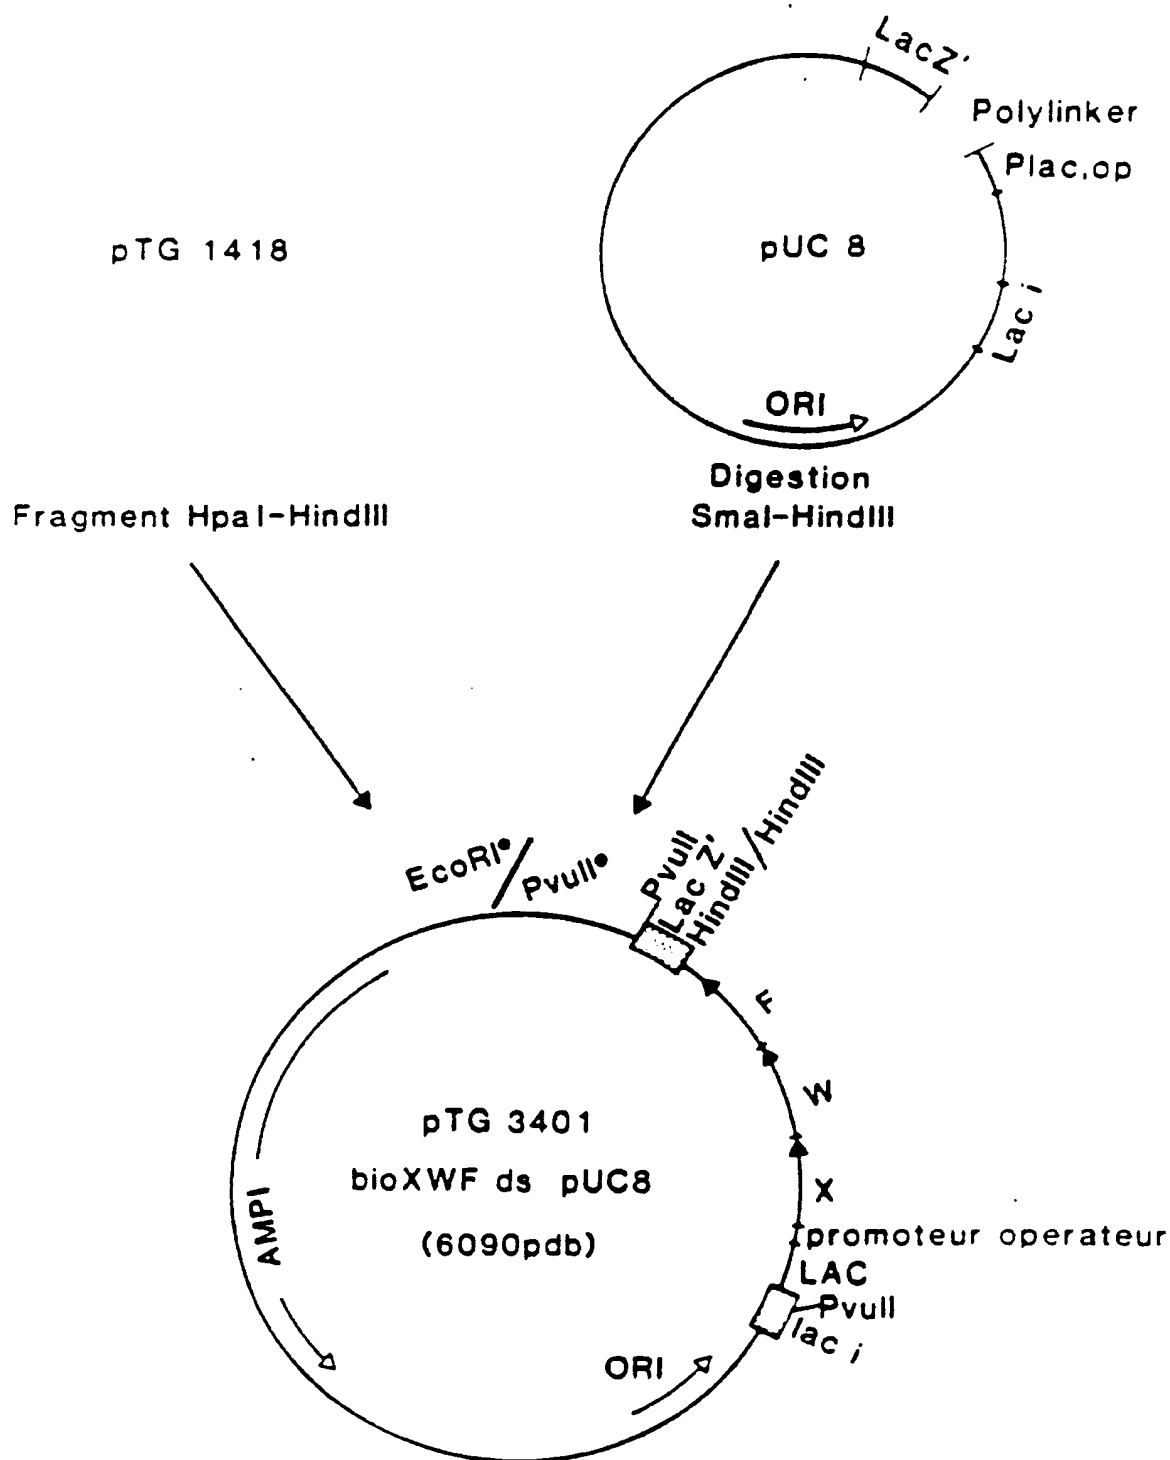 LacZ'
Polylinker
Plac,op
pTG 1418
pUC 8
Lac i
ORI
Digestion
Fragment HpaI-HindIII
SmaI-HindIII
EcoRI•/PvuII•
PvuII
Lac Z'
HindIII/HindIII
F
W
pTG 3401
bioXWF ds pUC8
X
(6090pdb)
promoteur operateur
LAC
AMPI
PvuII
lac i
ORI